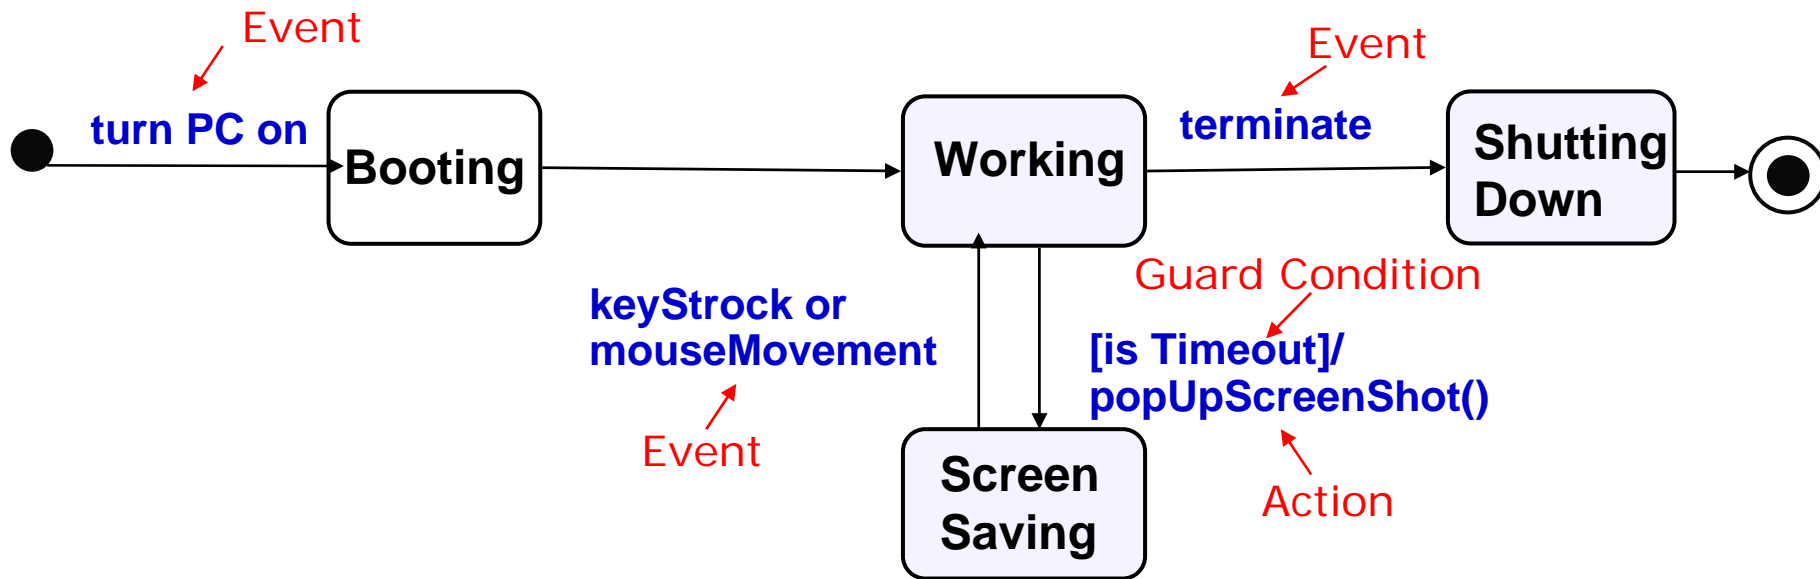 Event
Event
turn PC on
terminate
Booting
Working
Shutting
Down
Guard Condition
keyStrock or
mouseMovement
[is Timeout]/
popUpScreenShot()
Event
Screen
Saving
Action